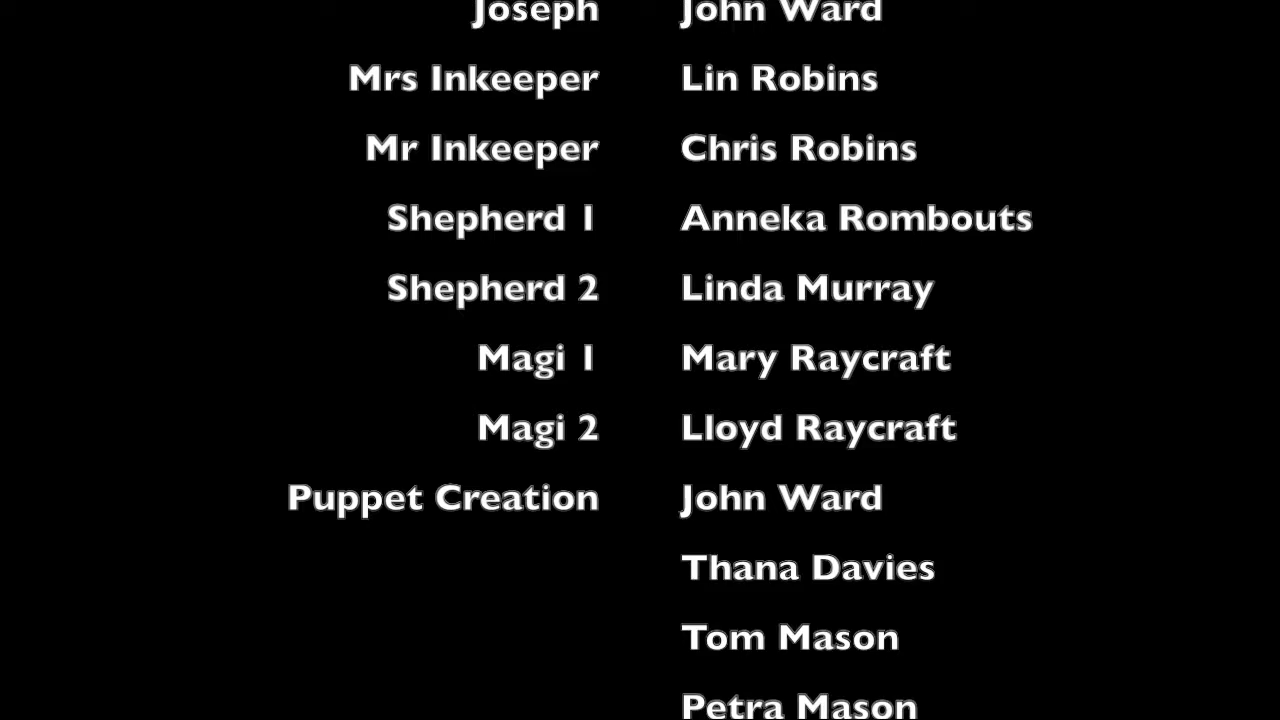 Joseph John Ward
Mrs Inkeeper Lin Robins
Mr Inkeeper Chris Robins
Shepherd 1 Anneka Rombouts
Shepherd 2 Linda Murray
Magi 1 Mary Raycraft
Magi 2 Lloyd Raycraft
Puppet Creation John Ward
Thana Davies
Tom Mason
Petra Mason